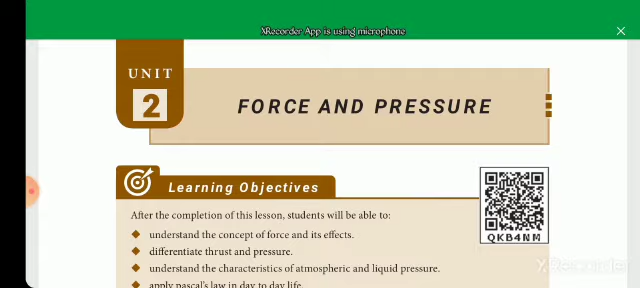 XRecorder App is using microphone
UNIT
2
FORCE AND PRESSURE
Learning Objectives
QKB4NM
After the completion of this lesson, students will be able to:
understand the concept of force and its effects.
differentiate thrust and pressure.
understand the characteristics of atmospheric and liquid pressure.
apply pascal's law in day to day life.
XRecorder